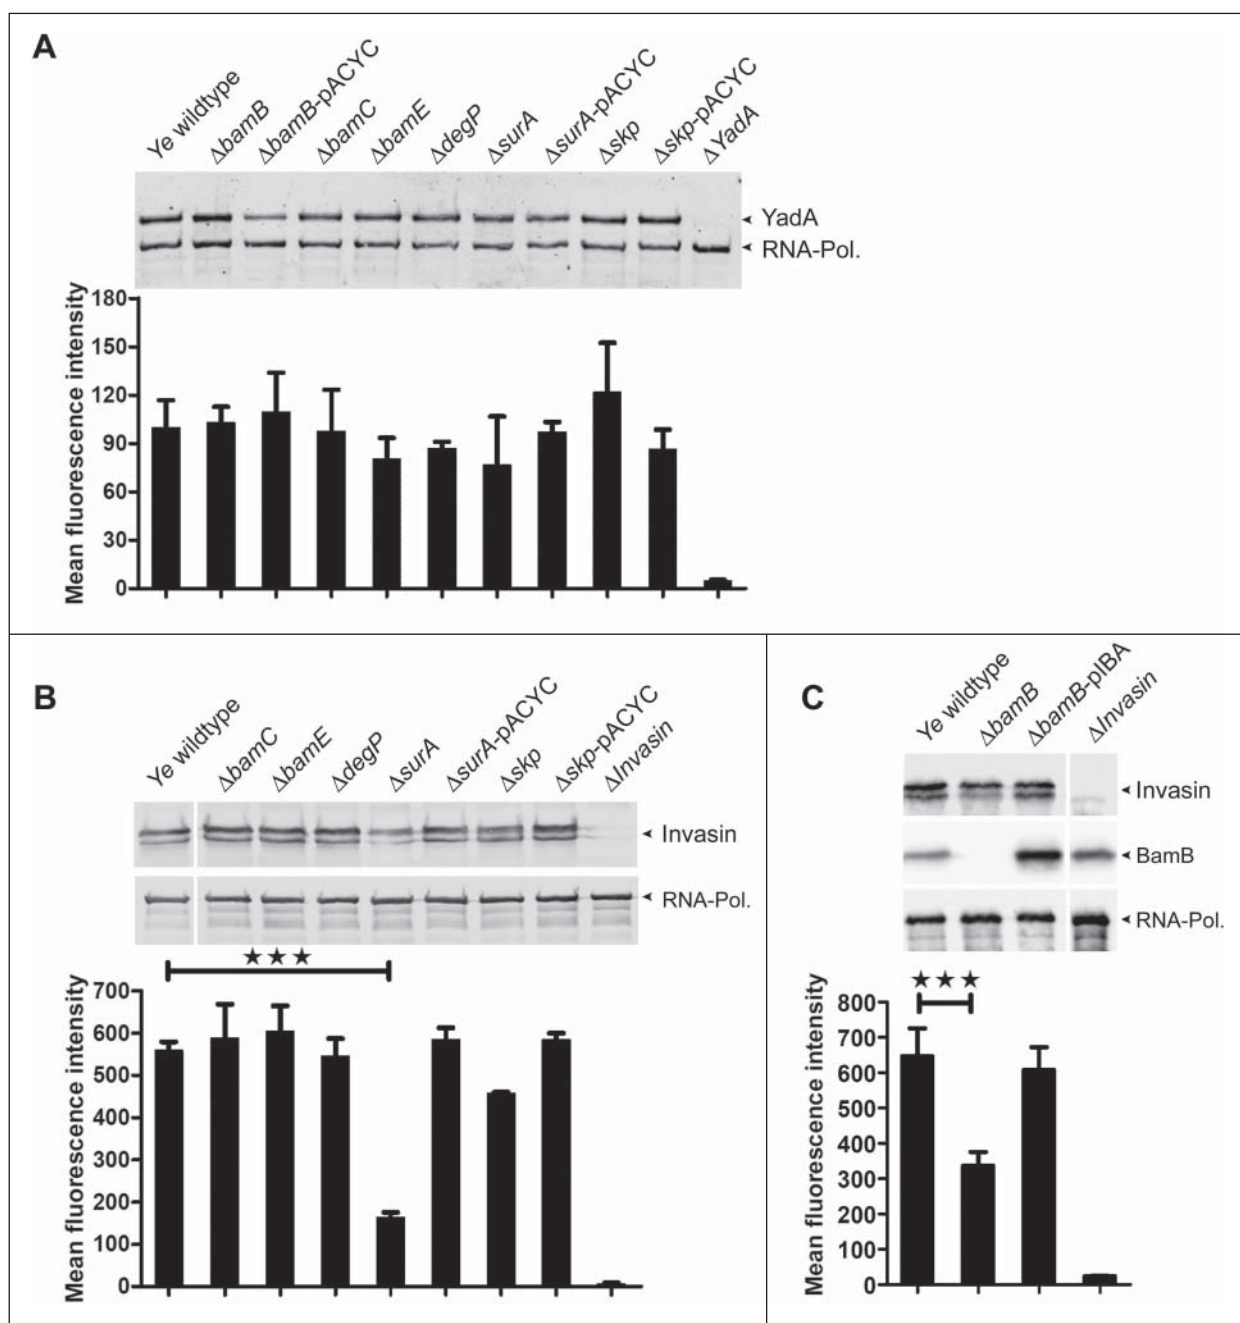 A
Ye wildtype
ΔbamB
ΔbamB-pACYC
ΔbamC
ΔbamE
ΔdegP
ΔsurA
ΔsurA-pACYC
Δskp
Δskp-pACYC
ΔYadA
YadA
RNA-Pol.
Mean fluorescence intensity
180
150
120
90
60
30
0
B
Ye wildtype
ΔbamC
ΔbamE
ΔdegP
ΔsurA
ΔsurA-pACYC
Δskp
Δskp-pACYC
ΔInvasin
Invasin
RNA-Pol.
★★★
Mean fluorescence intensity
700
600
500
400
300
200
100
0
C
Ye wildtype
ΔbamB
ΔbamB-pIBA
ΔInvasin
Invasin
BamB
RNA-Pol.
★★★
Mean fluorescence intensity
800
700
600
500
400
300
200
100
0